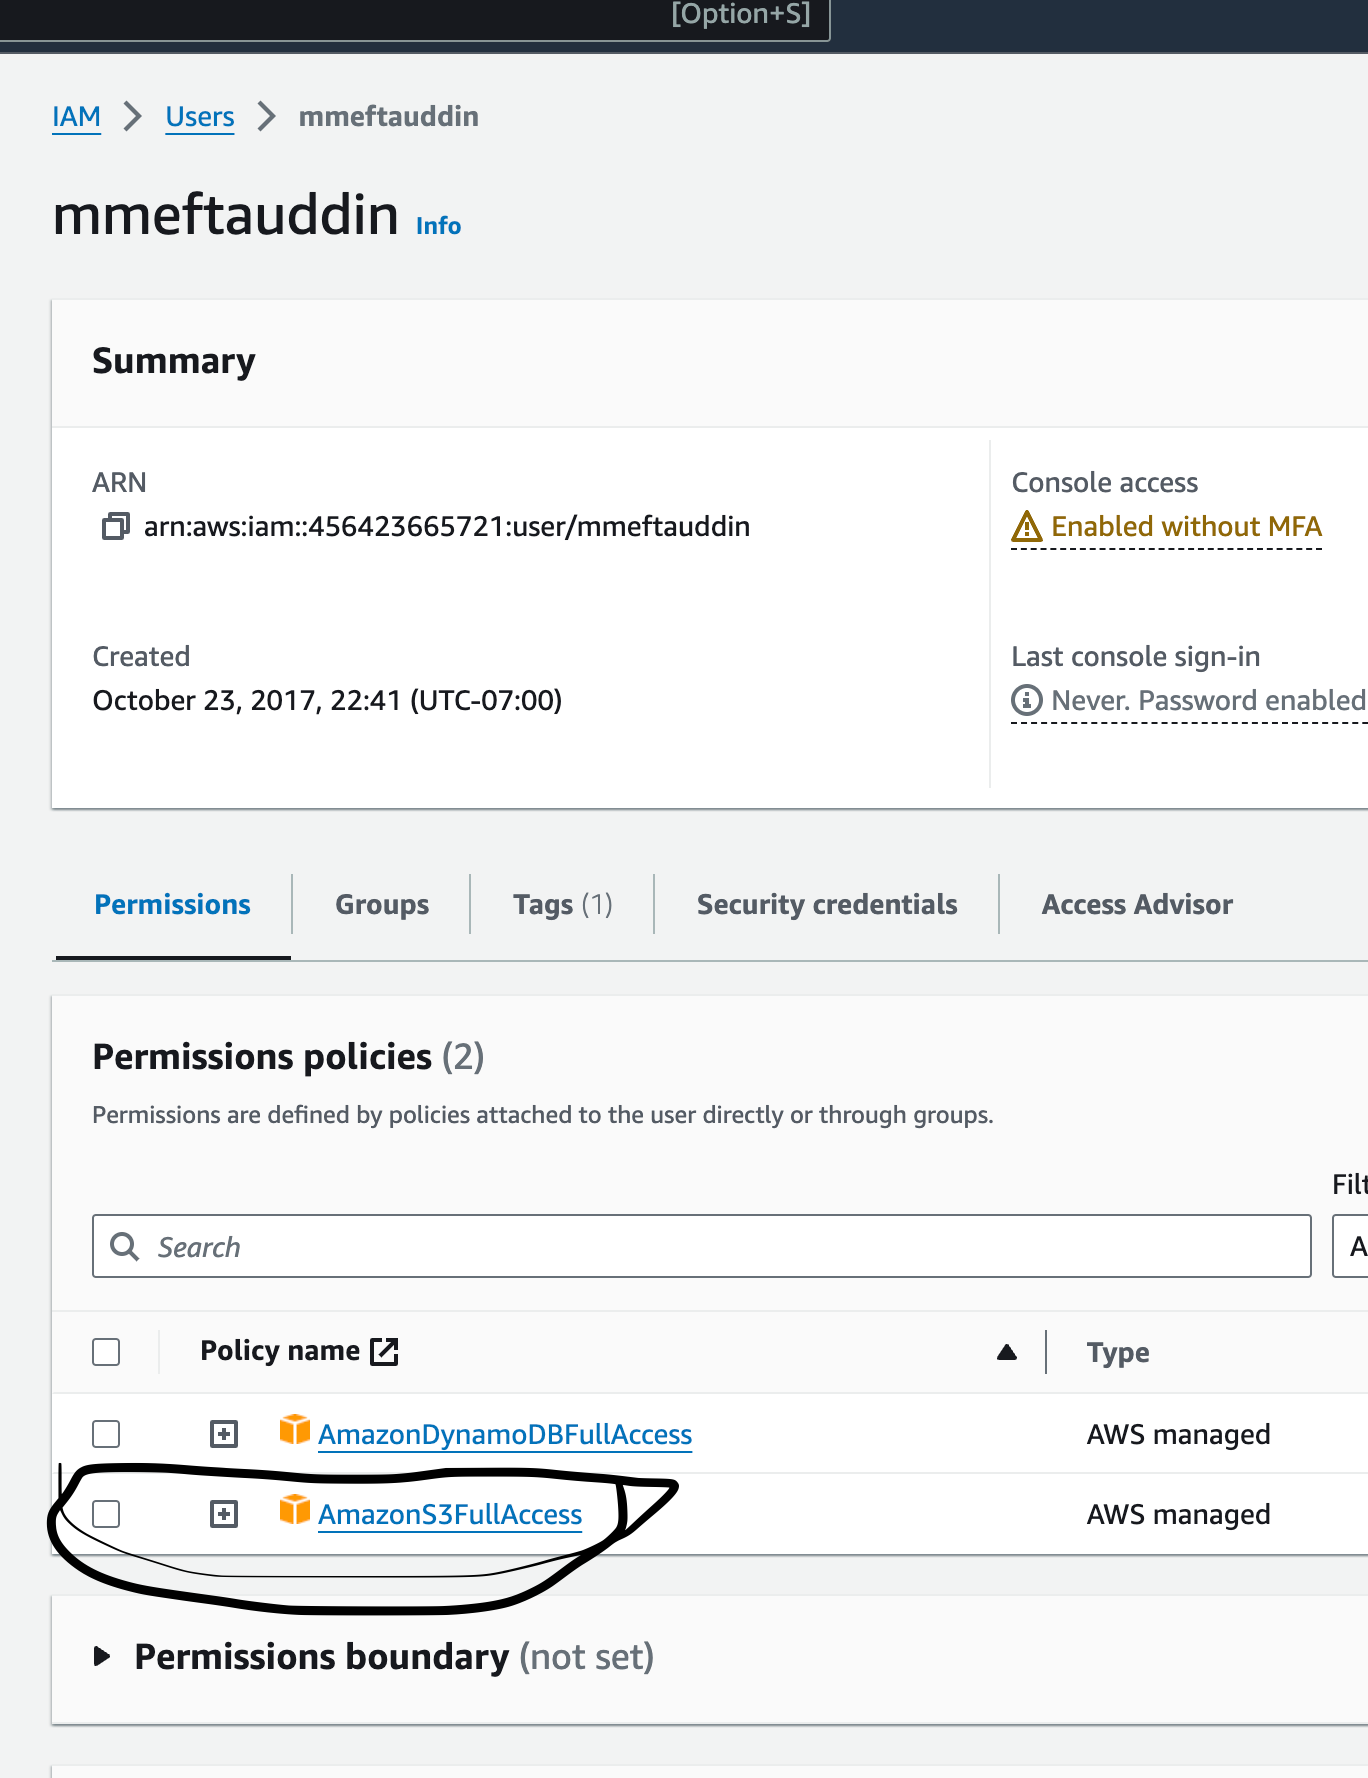 [Option+S]
IAM > Users > mmeftauddin
mmeftauddin Info
Summary
ARN
arn:aws:iam::456423665721:user/mmeftauddin
Console access
Enabled without MFA
Created
October 23, 2017, 22:41 (UTC-07:00)
Last console sign-in
Never. Password enabled
Permissions Groups Tags (1) Security credentials Access Advisor
Permissions policies (2)
Permissions are defined by policies attached to the user directly or through groups.
Filt
Search
A
Policy name Type
AmazonDynamoDBFullAccess AWS managed
AmazonS3FullAccess AWS managed
Permissions boundary (not set)